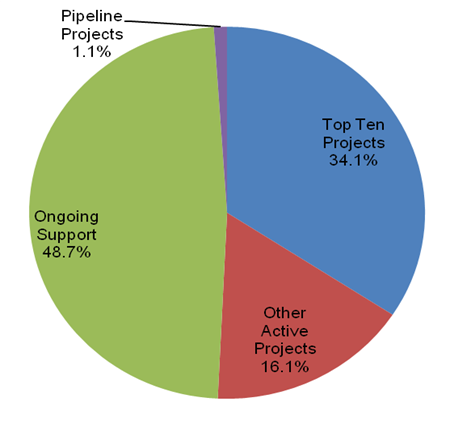 Pipeline
Projects
1.1%
Top Ten
Projects
34.1%
Ongoing
Support
48.7%
Other
Active
Projects
16.1%